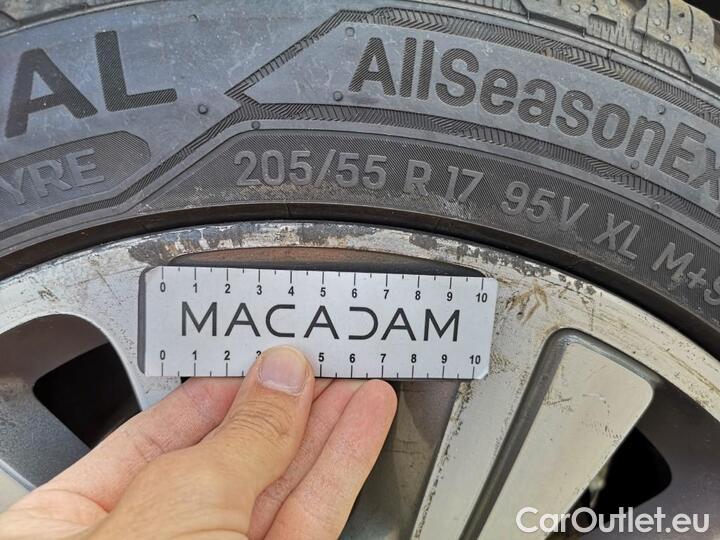 AL AllSeasonEx
YRE
205/55 R 17 95V XL M+S
0 1 2 3 4 5 6 7 8 9 10
MACADAM
0 1 2 3 5 6 7 8 9 10
CarOutlet.eu